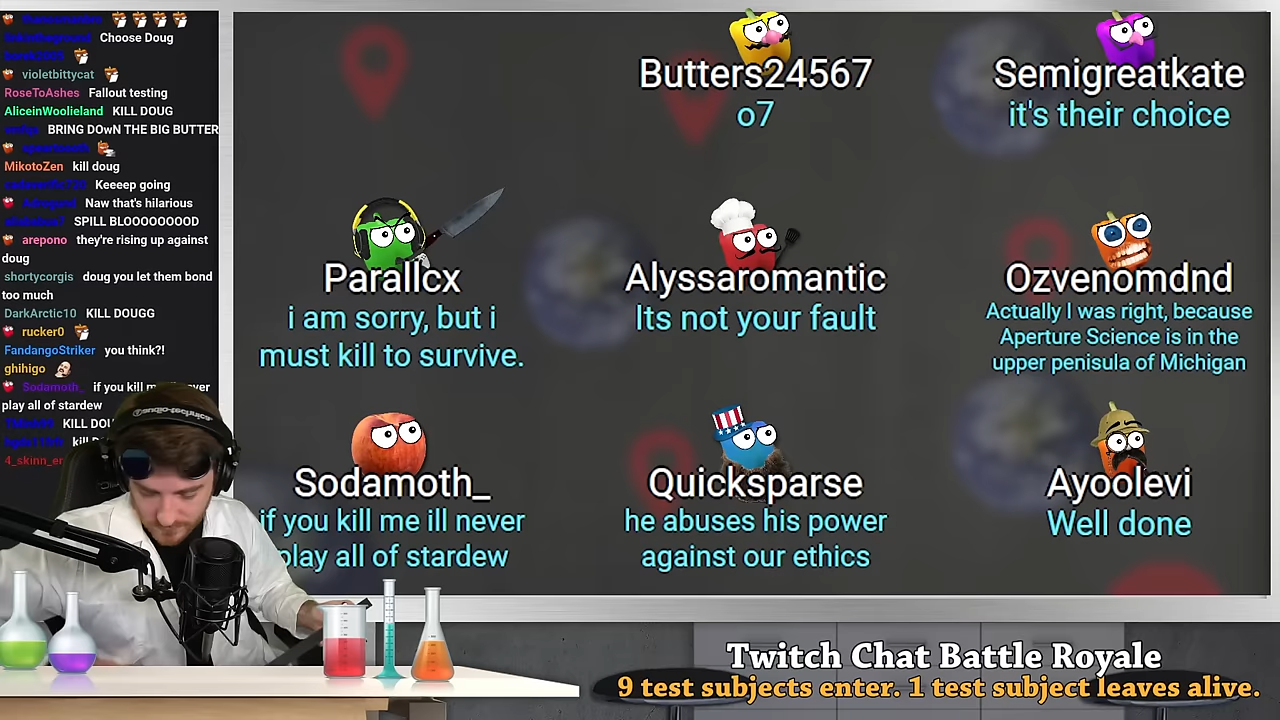 Choose Doug
violetbittycat
RoseToAshes Fallout testing
AliceinWoolieland KILL DOUG
BRING DOwN THE BIG BUTTER
MikotoZen kill doug
Keeeep going
Naw that's hilarious
SPILL BLOOOOOOOD
arepono they're rising up against
doug
shortycorgis doug you let them bond
too much
DarkArctic10 KILL DOUGG
rucker0
FandangoStriker you think?!
ghihigo
Sodamoth_ if you kill
play all of stardew
KILL
4_skinn_er
audio-technica
Butters24567
o7
Semigreatkate
it's their choice
Parallcx
i am sorry, but i
must kill to survive.
Alyssaromantic
Its not your fault
Ozvenomdnd
Actually I was right, because
Aperture Science is in the
upper penisula of Michigan
Sodamoth_
if you kill me ill never
play all of stardew
Quicksparse
he abuses his power
against our ethics
Ayoolevi
Well done
Twitch Chat Battle Royale
9 test subjects enter. 1 test subject leaves alive.